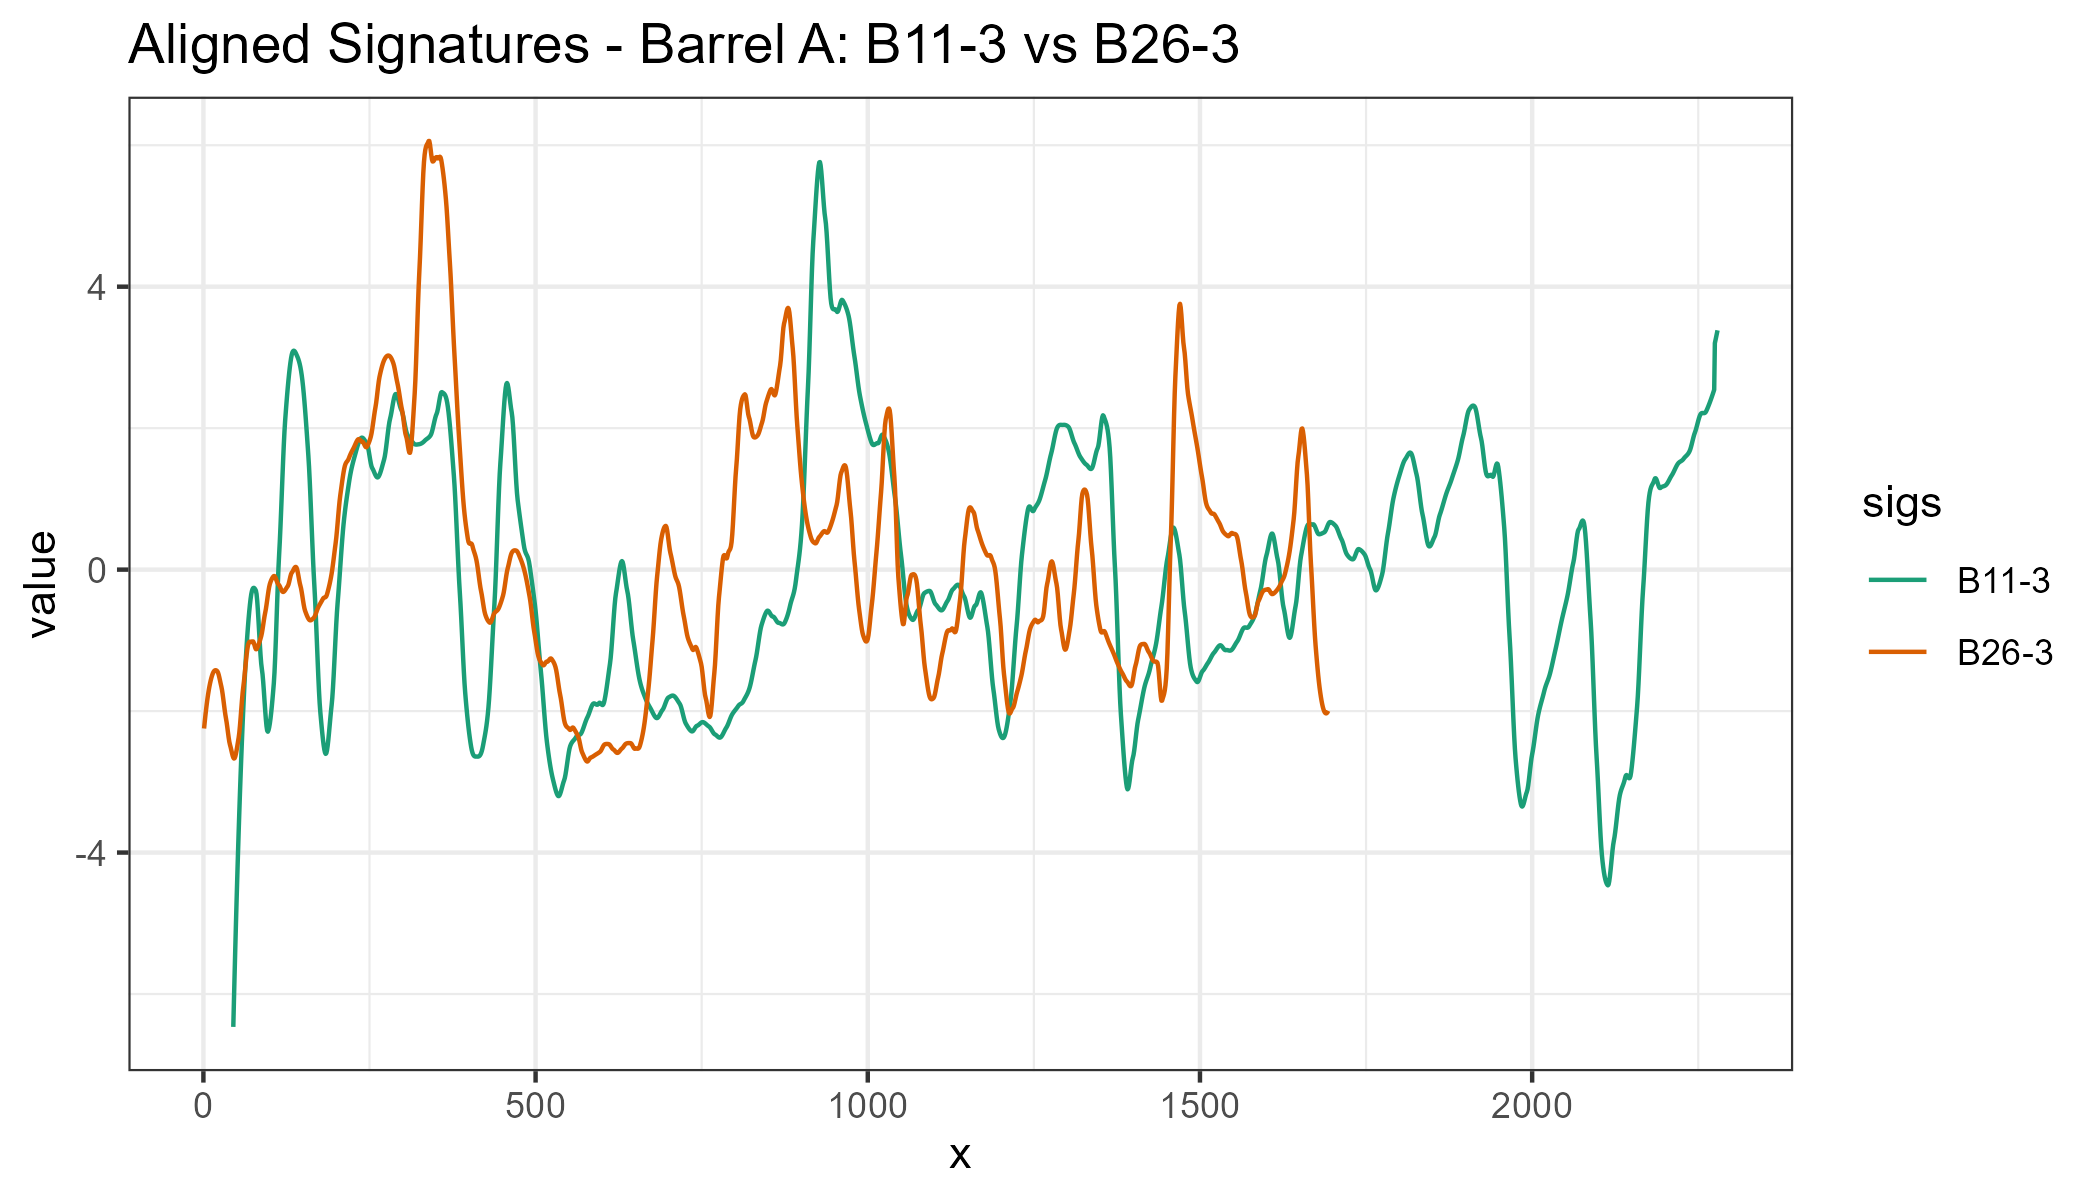 Aligned Signatures - Barrel A: B11-3 vs B26-3
value
4
0
-4
0 500 1000 1500 2000
x
sigs
B11-3
B26-3